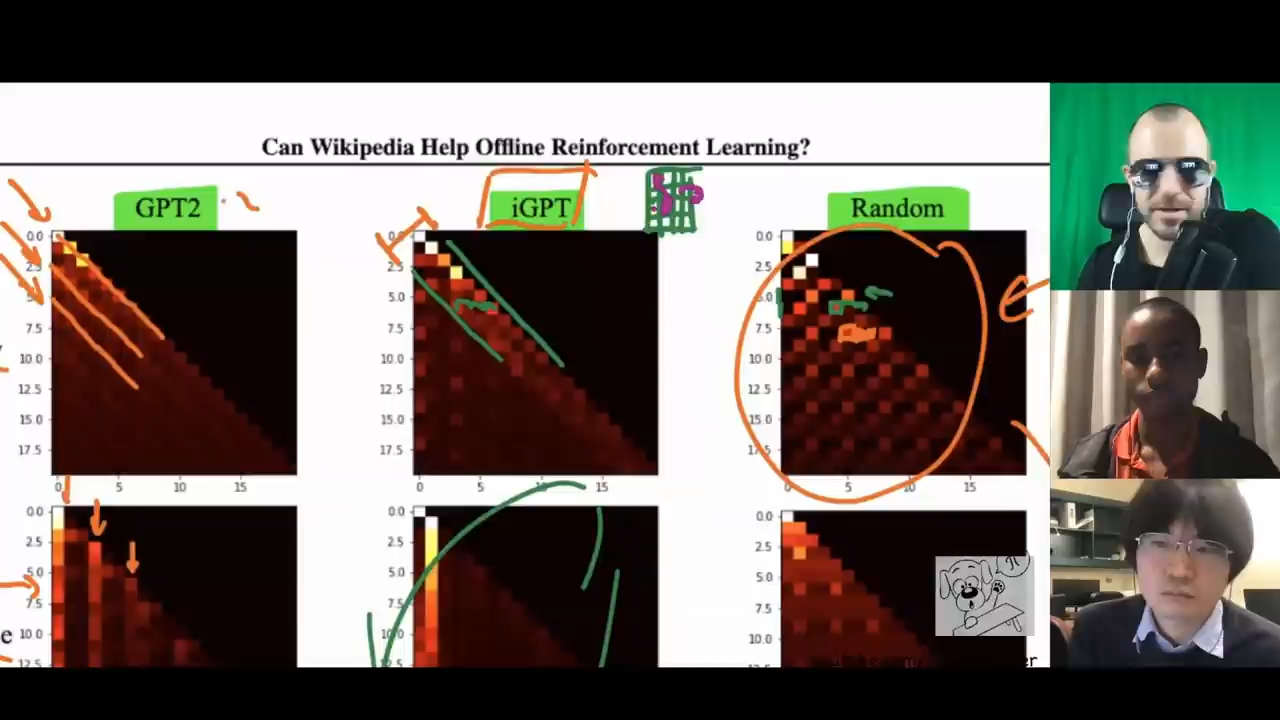 Can Wikipedia Help Offline Reinforcement Learning?
GPT2 iGPT Random
0.0 0.0 0.0
2.5 2.5 2.5
5.0 5.0
7.5 7.5 7.5
10.0 10.0 10.0
12.5 12.5 12.5
15.0 15.0 15.0
17.5 17.5
0 5 10 15 0 5 10 15 0 5 10 15
0.0 0.0 0.0
2.5 2.5 2.5
5.0 5.0 5.0
7.5 7.5 7.5
e 10.0 10.0 10.0
12.5 12.5
π